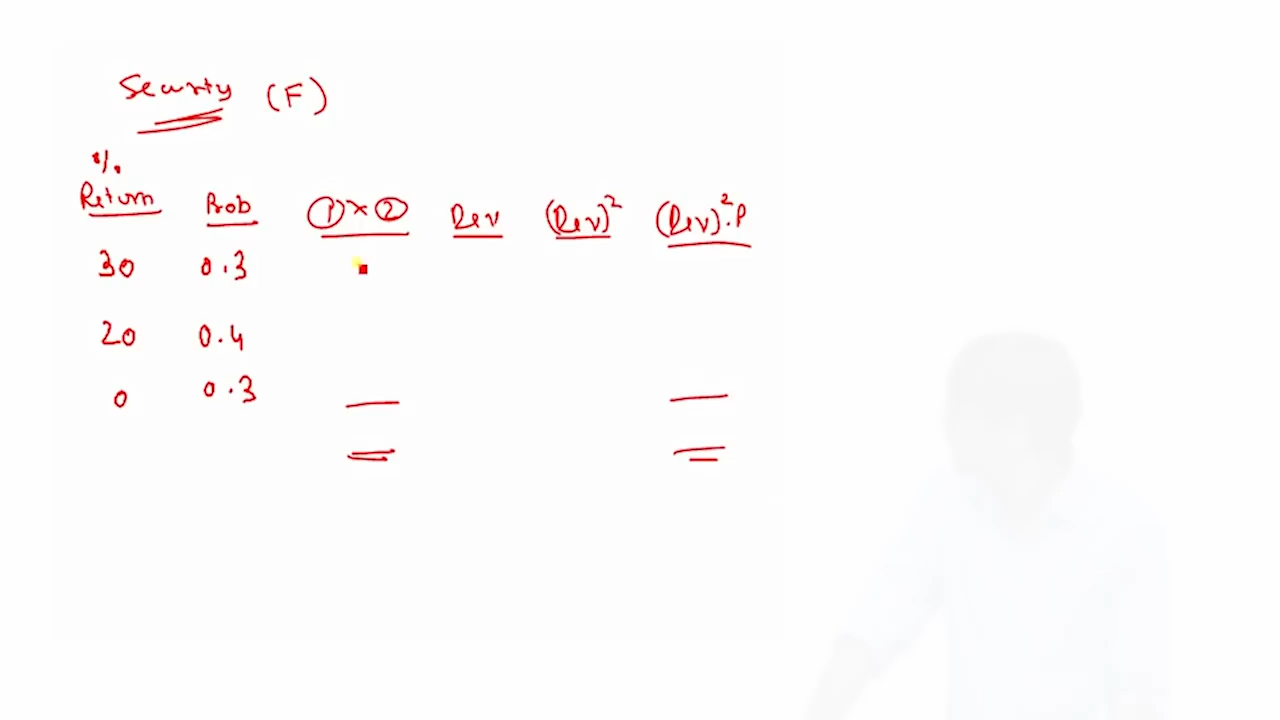 Security (F)
%
Return Prob ① × ② Dev (Dev)² (Dev)².P
30 0.3
20 0.4
0 0.3